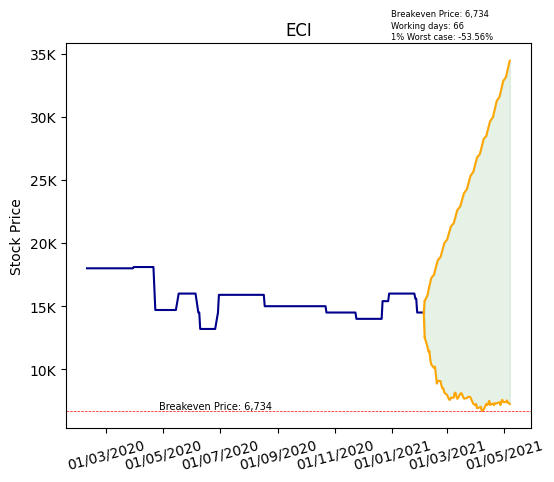 Breakeven Price: 6,734
Working days: 66
1% Worst case: -53.56%
ECI
Stock Price
35K
30K
25K
20K
15K
10K
Breakeven Price: 6,734
01/03/2020
01/05/2020
01/07/2020
01/09/2020
01/11/2020
01/01/2021
01/03/2021
01/05/2021